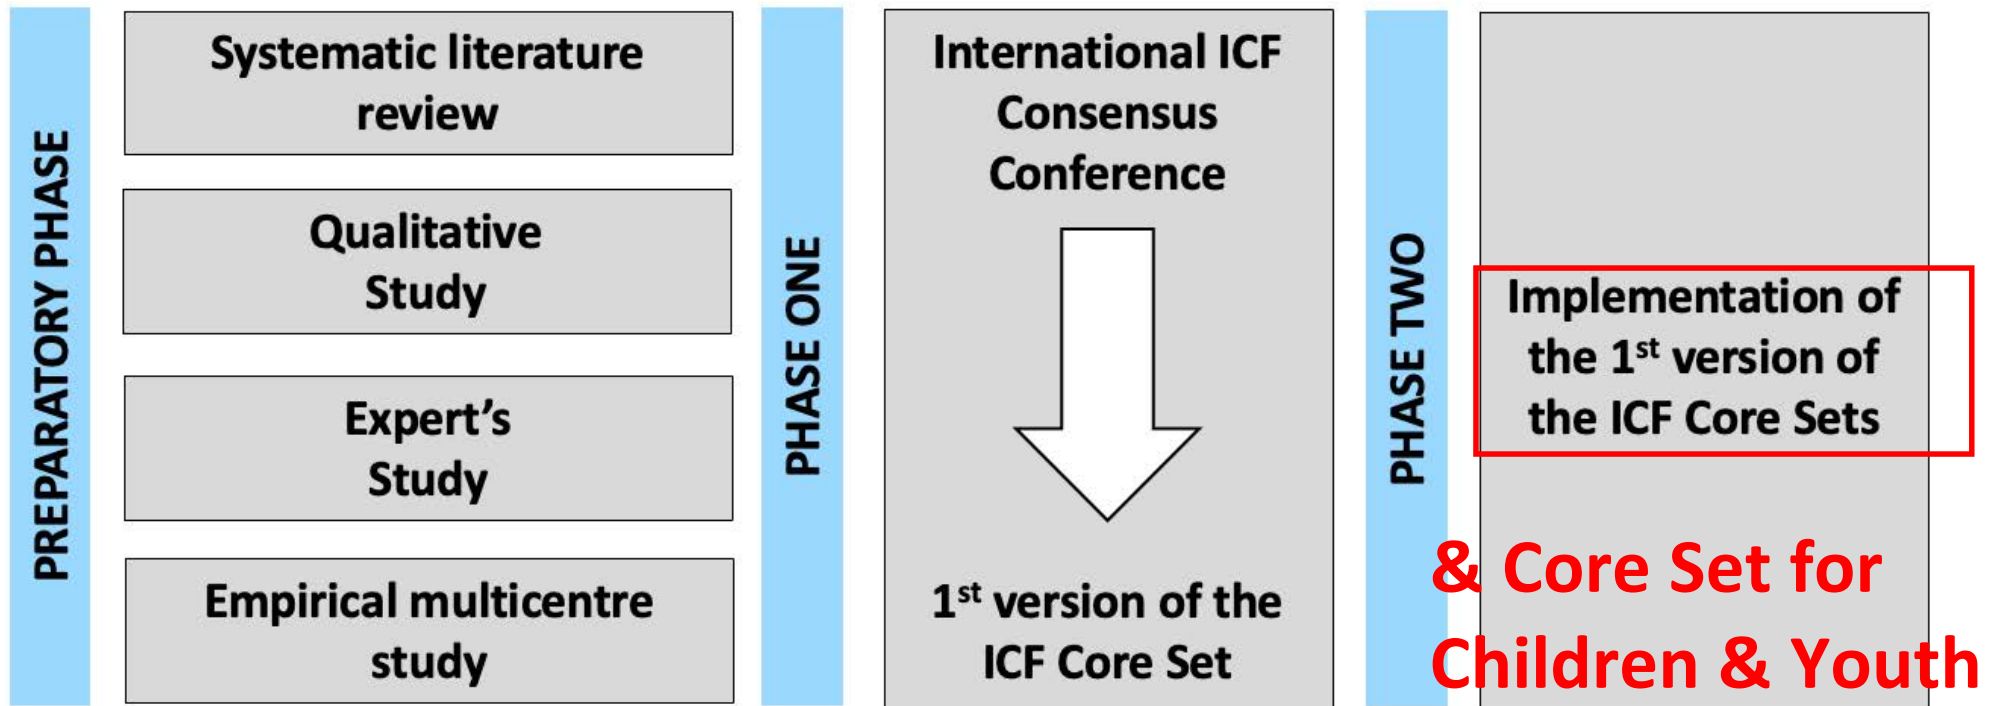 PREPARATORY PHASE
Systematic literature
review
Qualitative
Study
Expert’s
Study
Empirical multicentre
study
PHASE ONE
International ICF
Consensus
Conference
1st version of the
ICF Core Set
PHASE TWO
Implementation of
the 1st version of
the ICF Core Sets
& Core Set for
Children & Youth